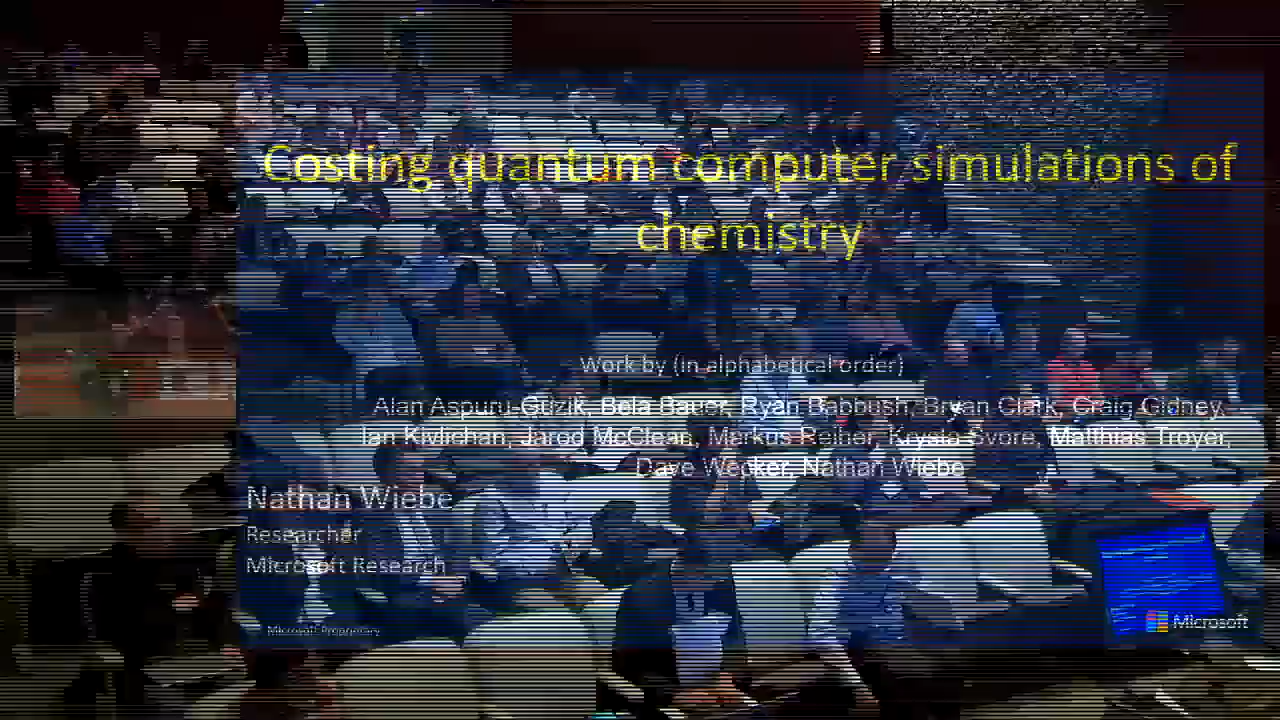 Costing quantum computer simulations of
chemistry
Work by (in alphabetical order)
Alan Aspuru-Guzik, Bela Bauer, Ryan Babbush, Bryan Clark, Craig Gidney,
Ian Kivlichan, Jarod McClean, Markus Reiher, Krysta Svore, Matthias Troyer,
Dave Wecker, Nathan Wiebe
Nathan Wiebe
Researcher
Microsoft Research
Microsoft Proprietary
Microsoft